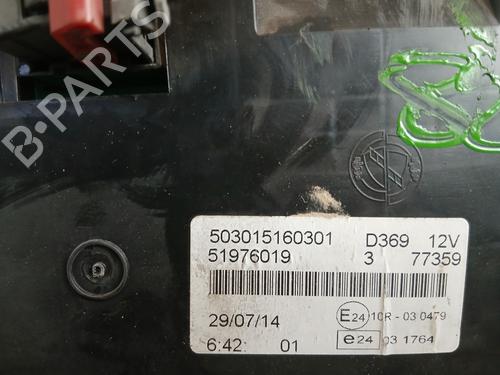 B-PARTS
503015160301 D369 12V
51976019 3 77359
29/07/14 E24 10R - 03 0479
6:42 01 e24 03 1764